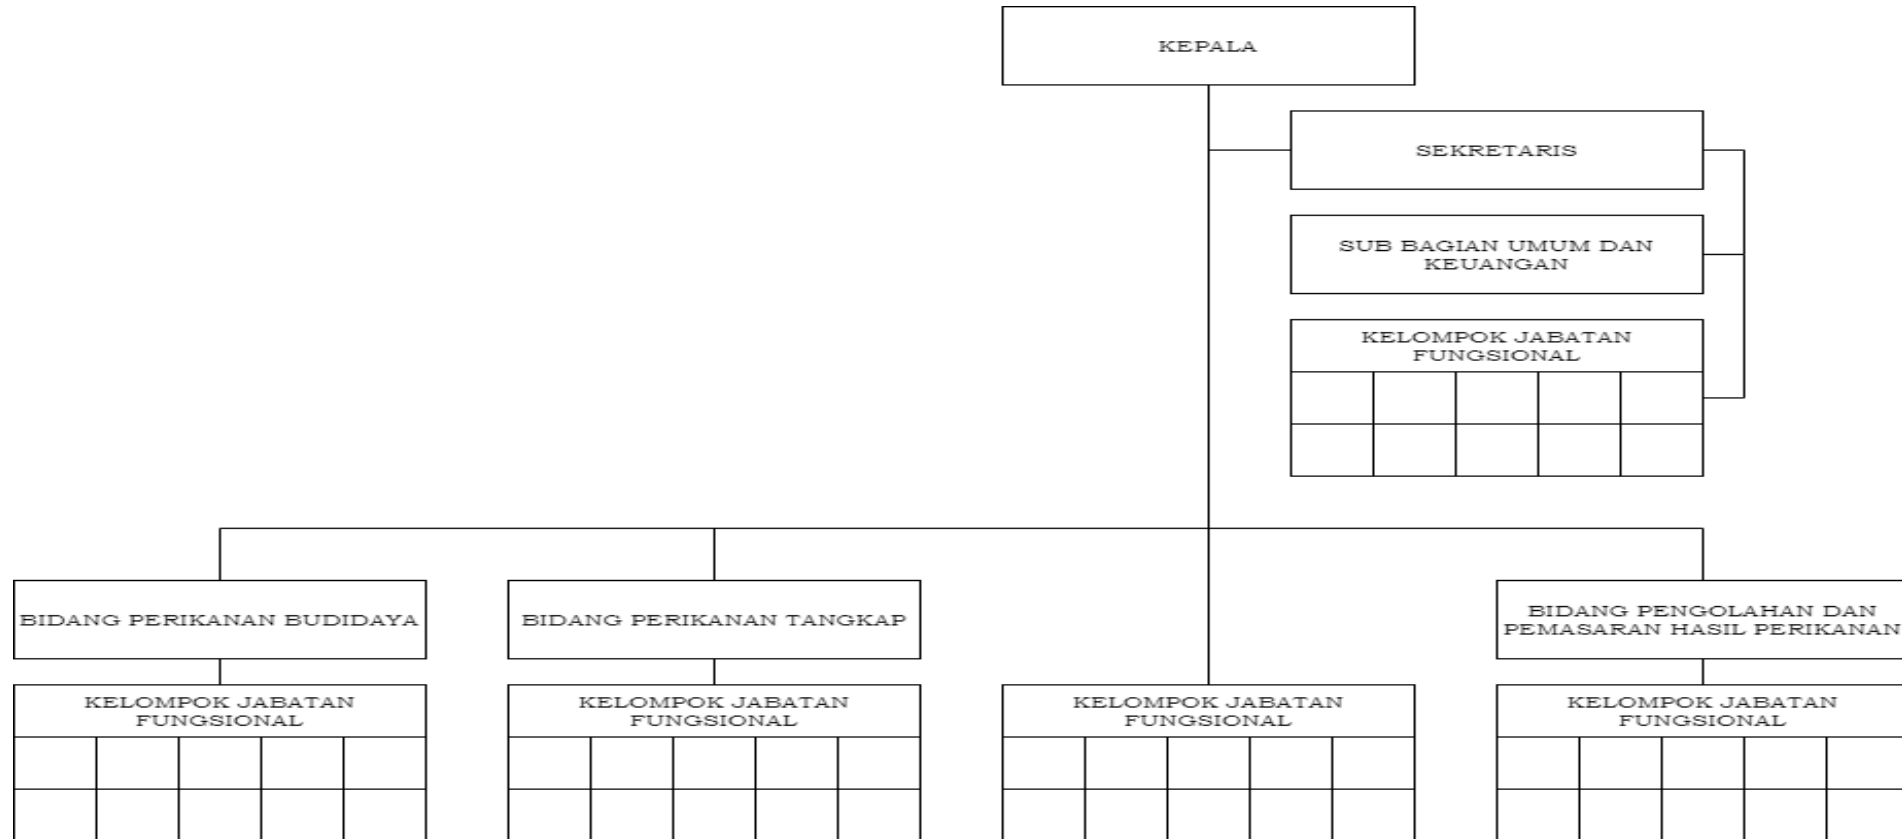 KEPALA
SEKRETARIS
SUB BAGIAN UMUM DAN
KEUANGAN
KELOMPOK JABATAN
FUNGSIONAL
BIDANG PERIKANAN BUDIDAYA
BIDANG PERIKANAN TANGKAP
BIDANG PENGOLAHAN DAN
PEMASARAN HASIL PERIKANAN
KELOMPOK JABATAN
FUNGSIONAL
KELOMPOK JABATAN
FUNGSIONAL
KELOMPOK JABATAN
FUNGSIONAL
KELOMPOK JABATAN
FUNGSIONAL